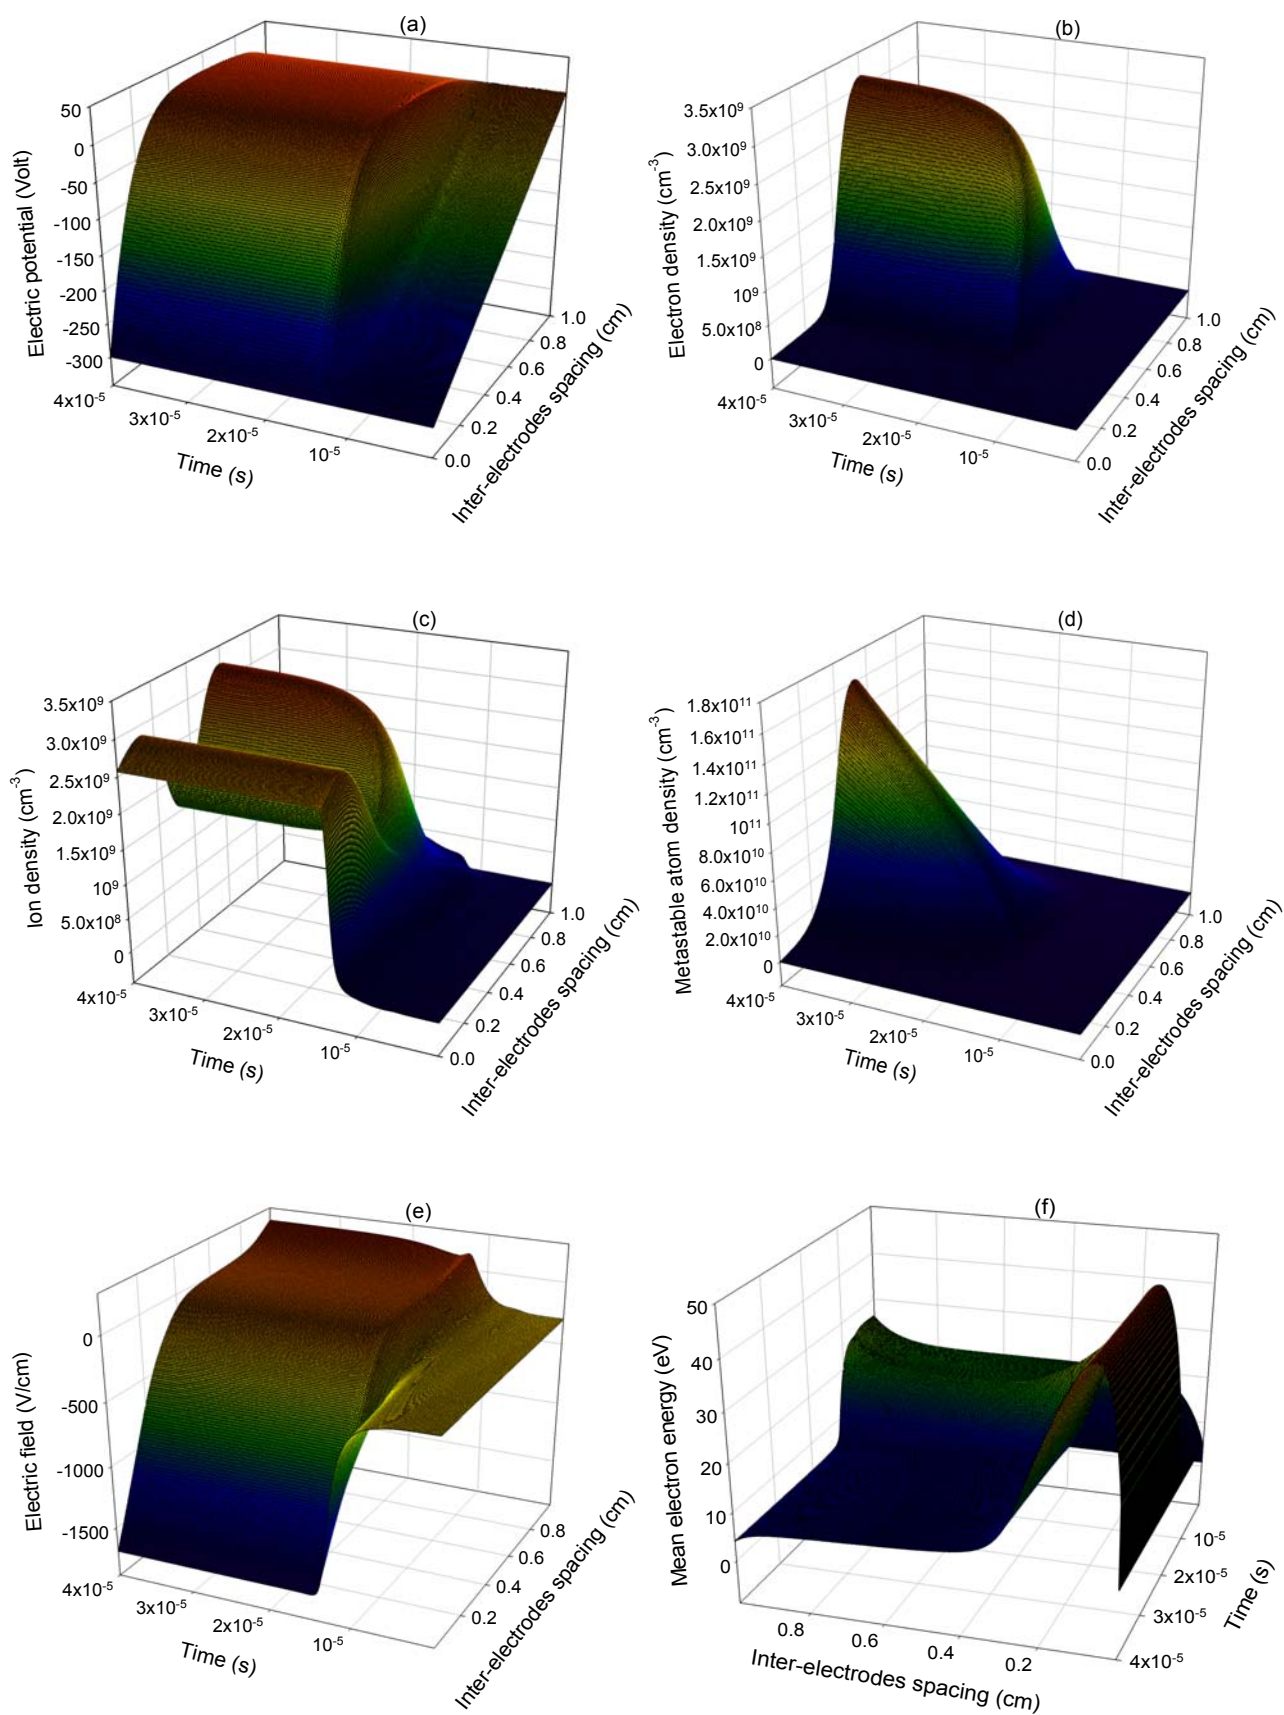 (a)
50
0
-50
-100
-150
-200
-250
-300
Electric potential (Volt)
4x10⁻⁵
3x10⁻⁵
2x10⁻⁵
10⁻⁵
Time (s)
0.0
0.2
0.4
0.6
0.8
1.0
Inter-electrodes spacing (cm)
(b)
3.5x10⁹
3.0x10⁹
2.5x10⁹
2.0x10⁹
1.5x10⁹
10⁹
5.0x10⁸
0
Electron density (cm⁻³)
4x10⁻⁵
3x10⁻⁵
2x10⁻⁵
10⁻⁵
Time (s)
0.0
0.2
0.4
0.6
0.8
1.0
Inter-electrodes spacing (cm)
(c)
3.5x10⁹
3.0x10⁹
2.5x10⁹
2.0x10⁹
1.5x10⁹
10⁹
5.0x10⁸
0
Ion density (cm⁻³)
4x10⁻⁵
3x10⁻⁵
2x10⁻⁵
10⁻⁵
Time (s)
0.0
0.2
0.4
0.6
0.8
1.0
Inter-electrodes spacing (cm)
(d)
1.8x10¹¹
1.6x10¹¹
1.4x10¹¹
1.2x10¹¹
10¹¹
8.0x10¹⁰
6.0x10¹⁰
4.0x10¹⁰
2.0x10¹⁰
0
Metastable atom density (cm⁻³)
4x10⁻⁵
3x10⁻⁵
2x10⁻⁵
10⁻⁵
Time (s)
0.0
0.2
0.4
0.6
0.8
1.0
Inter-electrodes spacing (cm)
(e)
0
-500
-1000
-1500
Electric field (V/cm)
4x10⁻⁵
3x10⁻⁵
2x10⁻⁵
10⁻⁵
Time (s)
0.2
0.4
0.6
0.8
Inter-electrodes spacing (cm)
(f)
50
40
30
20
10
0
Mean electron energy (eV)
0.8
0.6
0.4
0.2
Inter-electrodes spacing (cm)
4x10⁻⁵
3x10⁻⁵
2x10⁻⁵
10⁻⁵
Time (s)